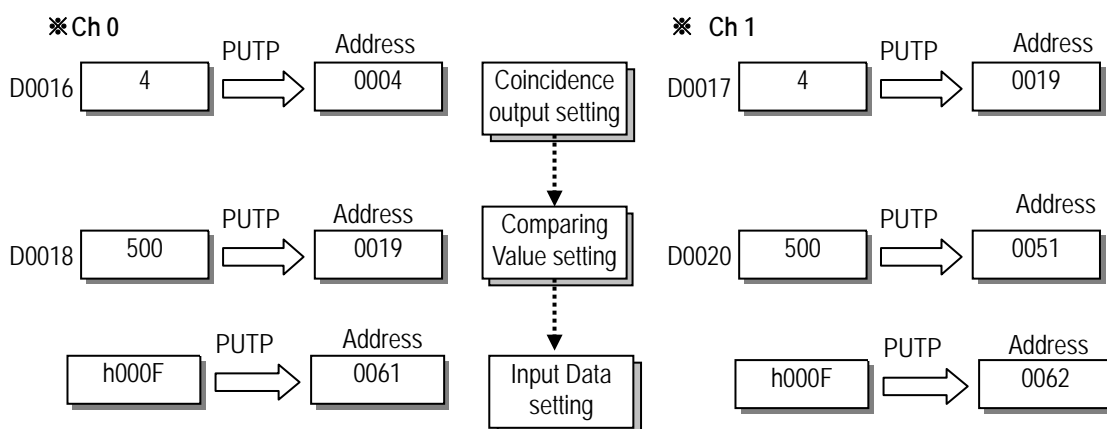 ※ Ch 0
※ Ch 1
PUTP Address
D0016 4 0004
Coincidence
output setting
PUTP Address
D0017 4 0019
PUTP Address
D0018 500 0019
Comparing
Value setting
PUTP Address
D0020 500 0051
PUTP Address
h000F 0061
Input Data
setting
PUTP Address
h000F 0062